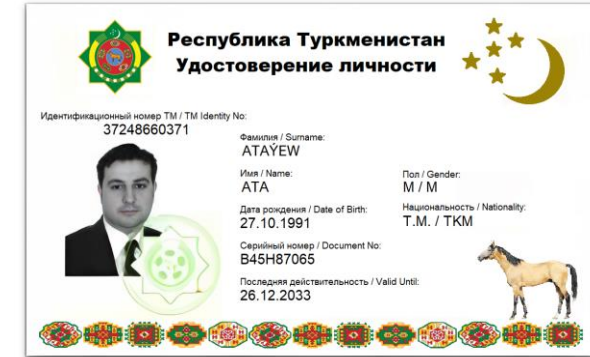 Республика Туркменистан
Удостоверение личности
Идентификационный номер TM / TM Identity No:
37248660371
Фамилия / Surname:
ATAÝEW
Имя / Name:
ATA
Пол / Gender:
M / M
Дата рождения / Date of Birth:
27.10.1991
Национальность / Nationality:
T.M. / TKM
Серийный номер / Document No:
B45H87065
Последняя действительность / Valid Until:
26.12.2033